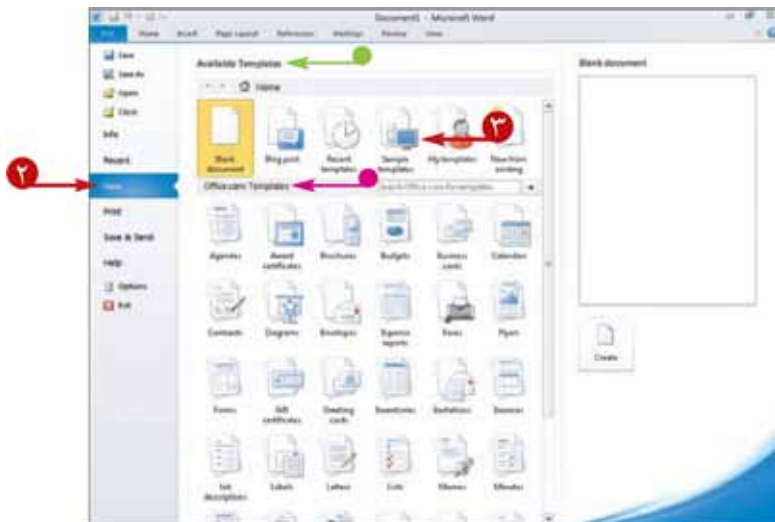 Document1 - Microsoft Word
File Home Insert Page Layout References Mailings Review View
Save
Save As
Open
Close
Info
Recent
New
Print
Save & Send
Help
Options
Exit
٢
Available Templates
Home
Blank document
Blog post
Recent templates
Sample templates
My templates
New from existing
٣
Office.com Templates
Search Office.com for templates
Agendas
Award certificates
Brochures
Budgets
Business cards
Calendars
Contracts
Diagrams
Envelopes
Expense reports
Faxes
Flyers
Forms
Gift certificates
Greeting cards
Inventories
Invitations
Invoices
Job descriptions
Labels
Letters
Lists
Memos
Minutes
Blank document
Create